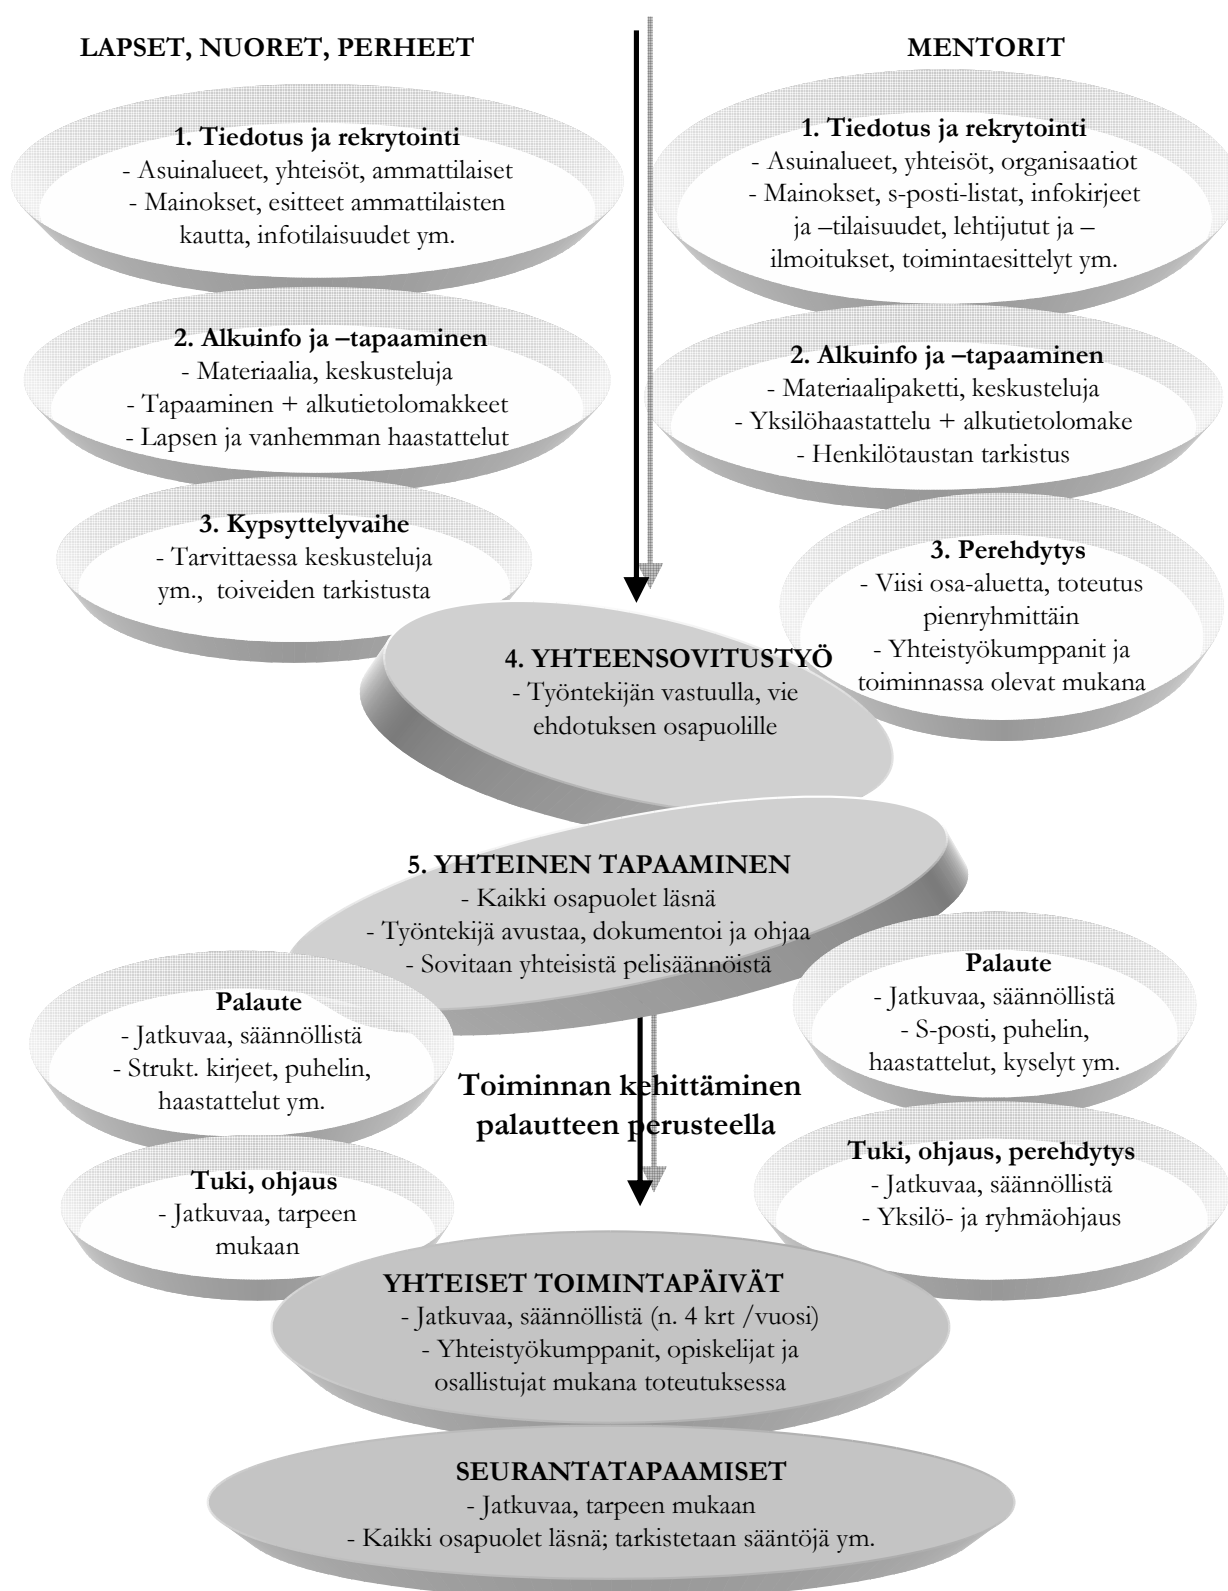 LAPSET, NUORET, PERHEET
1. Tiedotus ja rekrytointi
- Asuinalueet, yhteisöt, ammattilaiset
- Mainokset, esitteet ammattilaisten
kautta, infotilaisuudet ym.
2. Alkuinfo ja –tapaaminen
- Materiaalia, keskusteluja
- Tapaaminen + alkutietolomakkeet
- Lapsen ja vanhemman haastattelut
3. Kypsyttelyvaihe
- Tarvittaessa keskusteluja
ym., toiveiden tarkistusta
MENTORIT
1. Tiedotus ja rekrytointi
- Asuinalueet, yhteisöt, organisaatiot
- Mainokset, s-posti-listat, infokirjeet
ja –tilaisuudet, lehtijutut ja –
ilmoitukset, toimintaesittelyt ym.
2. Alkuinfo ja –tapaaminen
- Materiaalipaketti, keskusteluja
- Yksilöhaastattelu + alkutietolomake
- Henkilötaustan tarkistus
3. Perehdytys
- Viisi osa-aluetta, toteutus
pienryhmittäin
- Yhteistyökumppanit ja
toiminnassa olevat mukana
4. YHTEENSOVITUSTYÖ
- Työntekijän vastuulla, vie
ehdotuksen osapuolille
5. YHTEINEN TAPAAMINEN
- Kaikki osapuolet läsnä
- Työntekijä avustaa, dokumentoi ja ohjaa
- Sovitaan yhteisistä pelisäännöistä
Palaute
- Jatkuvaa, säännöllistä
- Strukt. kirjeet, puhelin,
haastattelut ym.
Tuki, ohjaus
- Jatkuvaa, tarpeen
mukaan
Toiminnan kehittäminen
palautteen perusteella
Palaute
- Jatkuvaa, säännöllistä
- S-posti, puhelin,
haastattelut, kyselyt ym.
Tuki, ohjaus, perehdytys
- Jatkuvaa, säännöllistä
- Yksilö- ja ryhmäohjaus
YHTEISET TOIMINTAPÄIVÄT
- Jatkuvaa, säännöllistä (n. 4 krt /vuosi)
- Yhteistyökumppanit, opiskelijat ja
osallistujat mukana toteutuksessa
SEURANTATAPAAMISET
- Jatkuvaa, tarpeen mukaan
- Kaikki osapuolet läsnä; tarkistetaan sääntöjä ym.